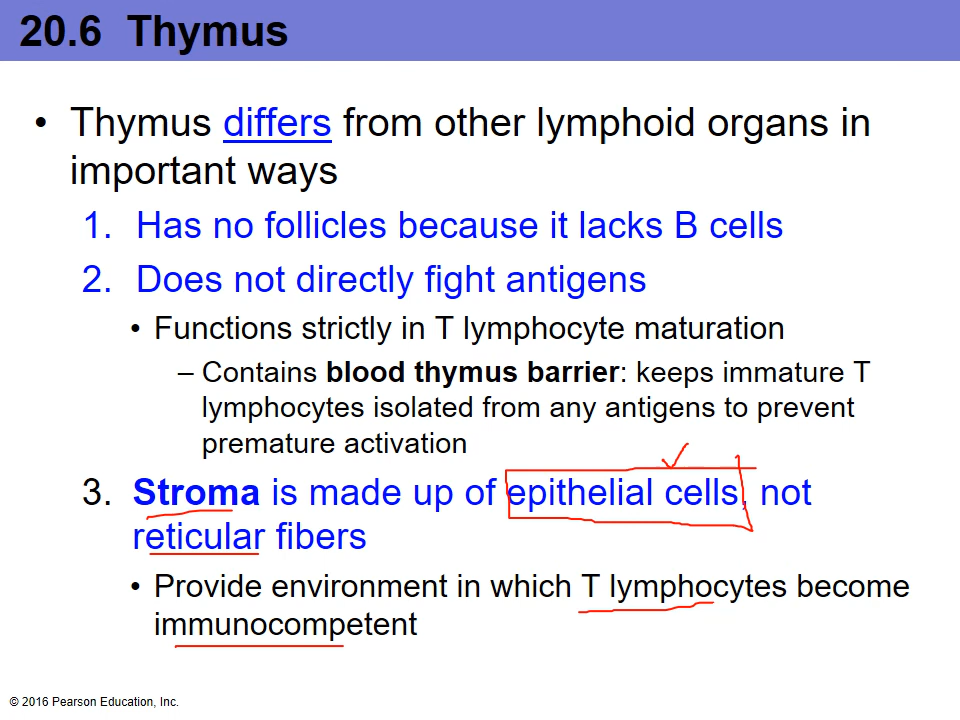 20.6 Thymus
• Thymus differs from other lymphoid organs in
important ways
1. Has no follicles because it lacks B cells
2. Does not directly fight antigens
• Functions strictly in T lymphocyte maturation
– Contains blood thymus barrier: keeps immature T
lymphocytes isolated from any antigens to prevent
premature activation
3. Stroma is made up of epithelial cells, not
reticular fibers
• Provide environment in which T lymphocytes become
immunocompetent
© 2016 Pearson Education, Inc.